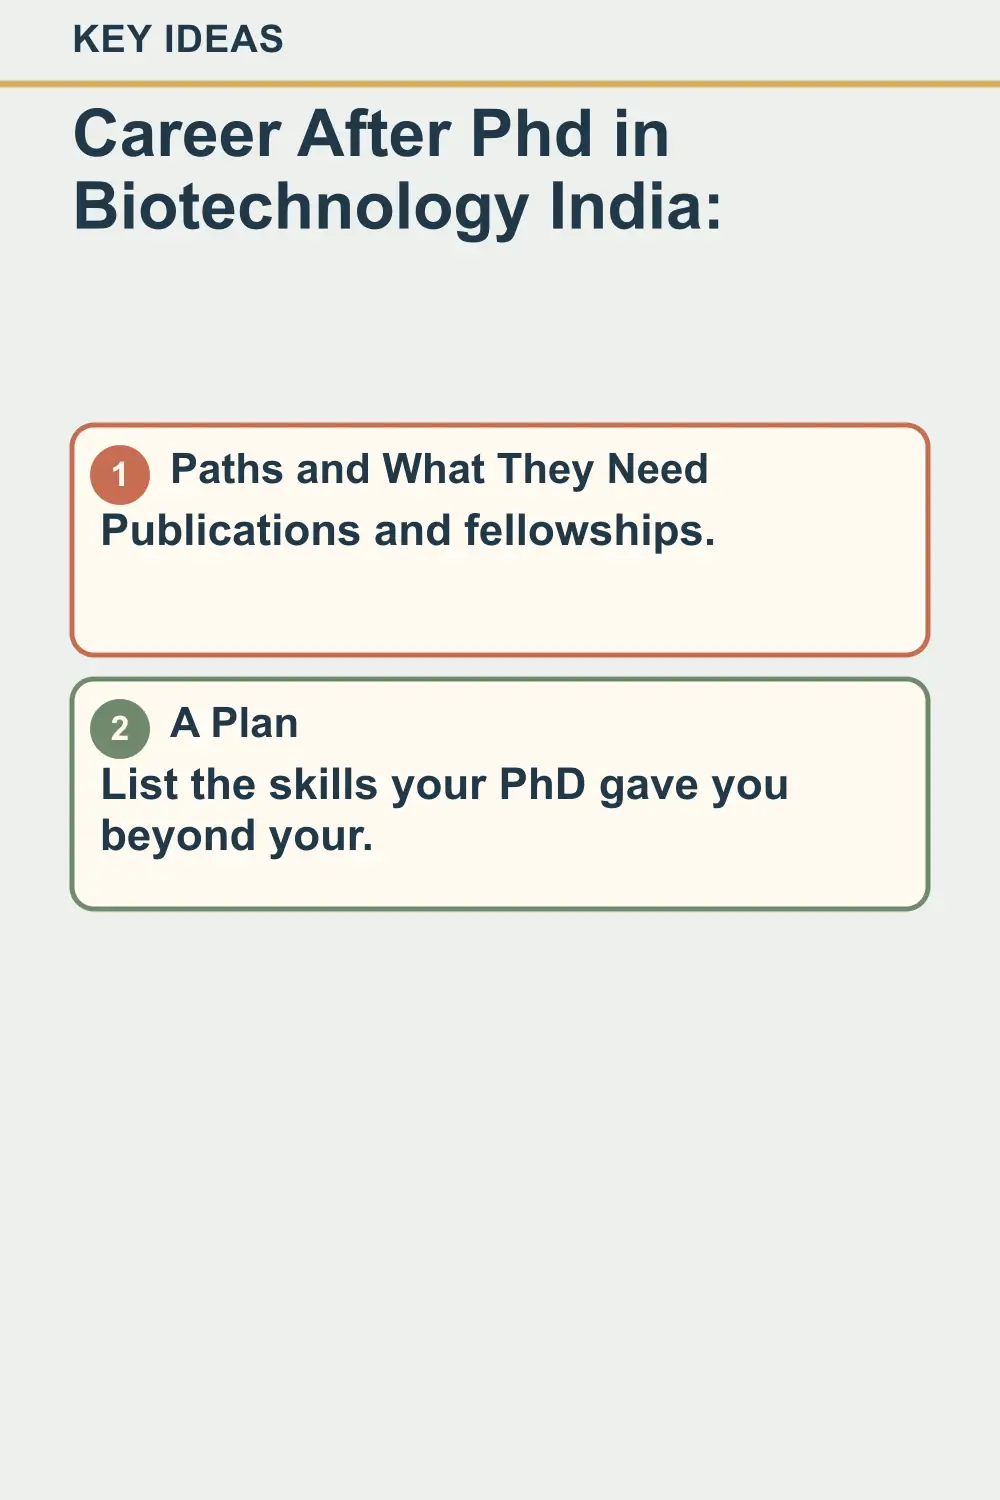 KEY IDEAS
Career After Phd in
Biotechnology India:
1 Paths and What They Need
Publications and fellowships.
2 A Plan
List the skills your PhD gave you
beyond your.